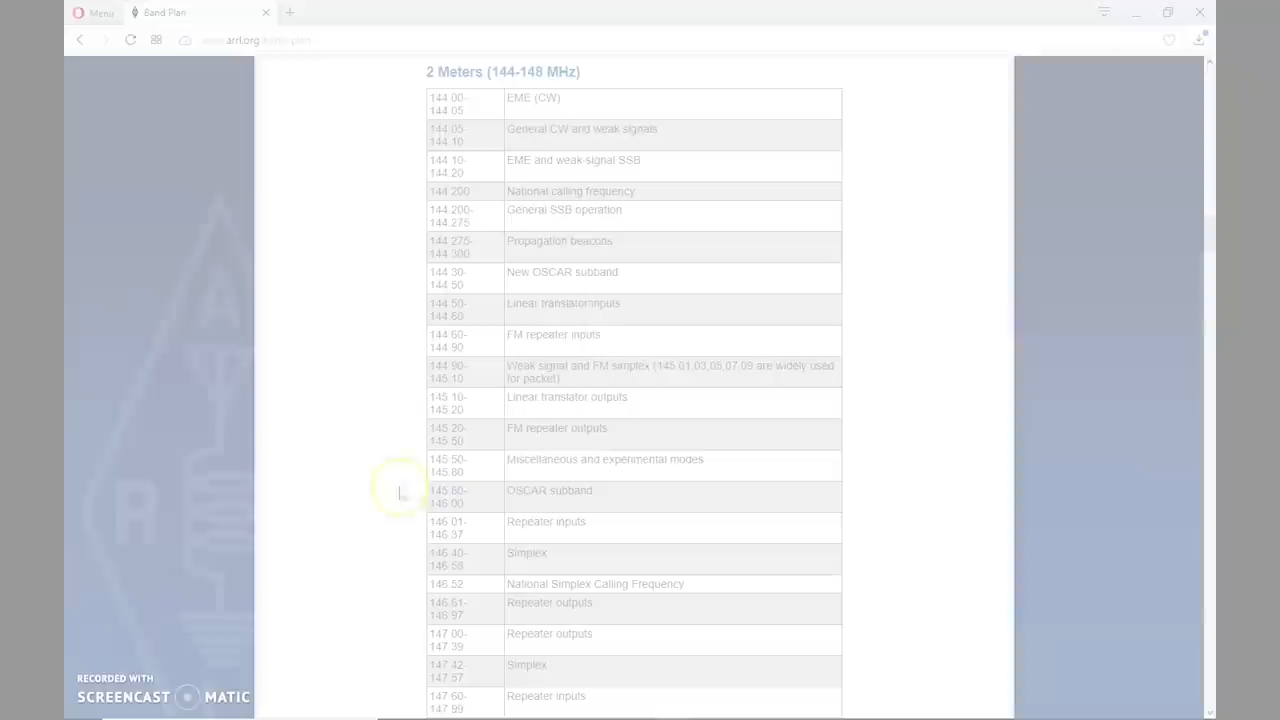 Menu
Band Plan
www.arrl.org/band-plan
2 Meters (144-148 MHz)
144.00-
144.05
EME (CW)
144.05-
144.10
General CW and weak signals
144.10-
144.20
EME and weak-signal SSB
144.200
National calling frequency
144.200-
144.275
General SSB operation
144.275-
144.300
Propagation beacons
144.30-
144.50
New OSCAR subband
144.50-
144.60
Linear translator inputs
144.60-
144.90
FM repeater inputs
144.90-
145.10
Weak signal and FM simplex (145.01,03,05,07,09 are widely used
for packet)
145.10-
145.20
Linear translator outputs
145.20-
145.50
FM repeater outputs
145.50-
145.80
Miscellaneous and experimental modes
145.80-
146.00
OSCAR subband
146.01-
146.37
Repeater inputs
146.40-
146.58
Simplex
146.52
National Simplex Calling Frequency
146.61-
146.97
Repeater outputs
147.00-
147.39
Repeater outputs
147.42-
147.57
Simplex
147.60-
147.99
Repeater inputs
A
R
RECORDED WITH
SCREENCAST MATIC